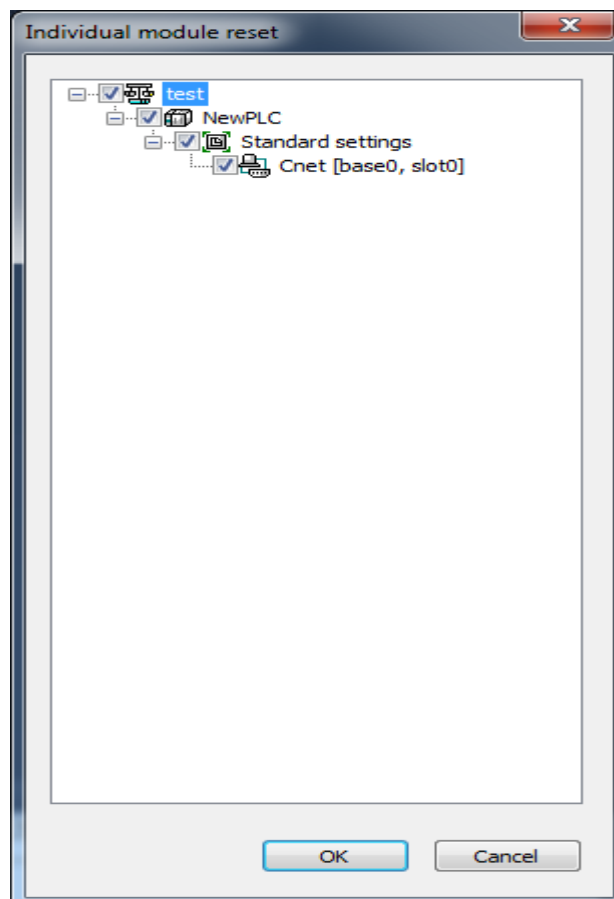 Individual module reset
test
NewPLC
Standard settings
Cnet [base0, slot0]
OK
Cancel